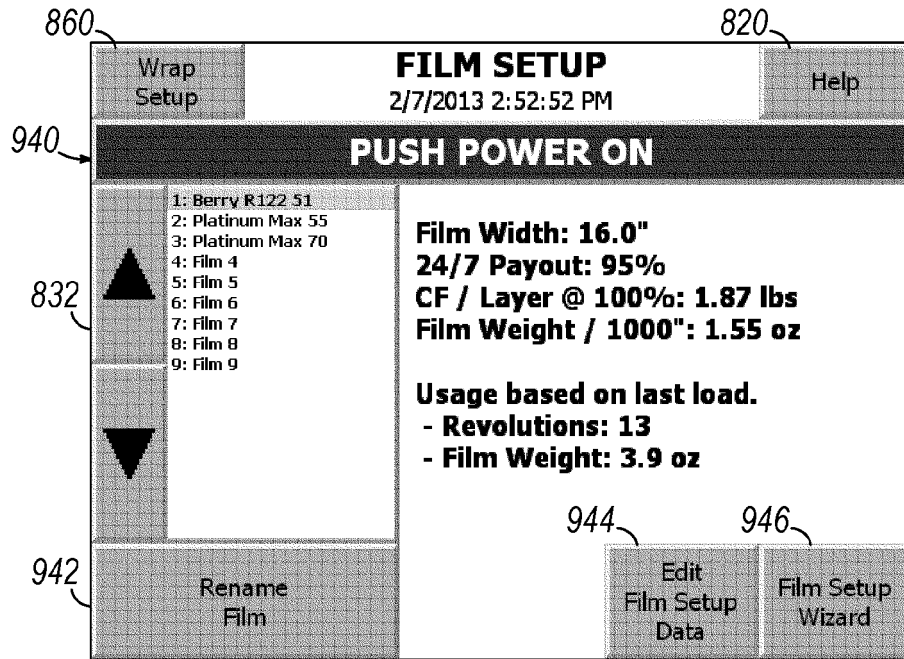 860
820
Wrap
Setup
FILM SETUP
2/7/2013 2:52:52 PM
Help
940
PUSH POWER ON
832
1: Berry R122 51
2: Platinum Max 55
3: Platinum Max 70
4: Film 4
5: Film 5
6: Film 6
7: Film 7
8: Film 8
9: Film 9
Film Width: 16.0"
24/7 Payout: 95%
CF / Layer @ 100%: 1.87 lbs
Film Weight / 1000": 1.55 oz
Usage based on last load.
- Revolutions: 13
- Film Weight: 3.9 oz
944
946
942
Rename
Film
Edit
Film Setup
Data
Film Setup
Wizard